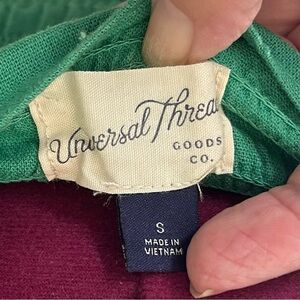 Universal Threa
GOODS
CO.
S
MADE IN
VIETNAM